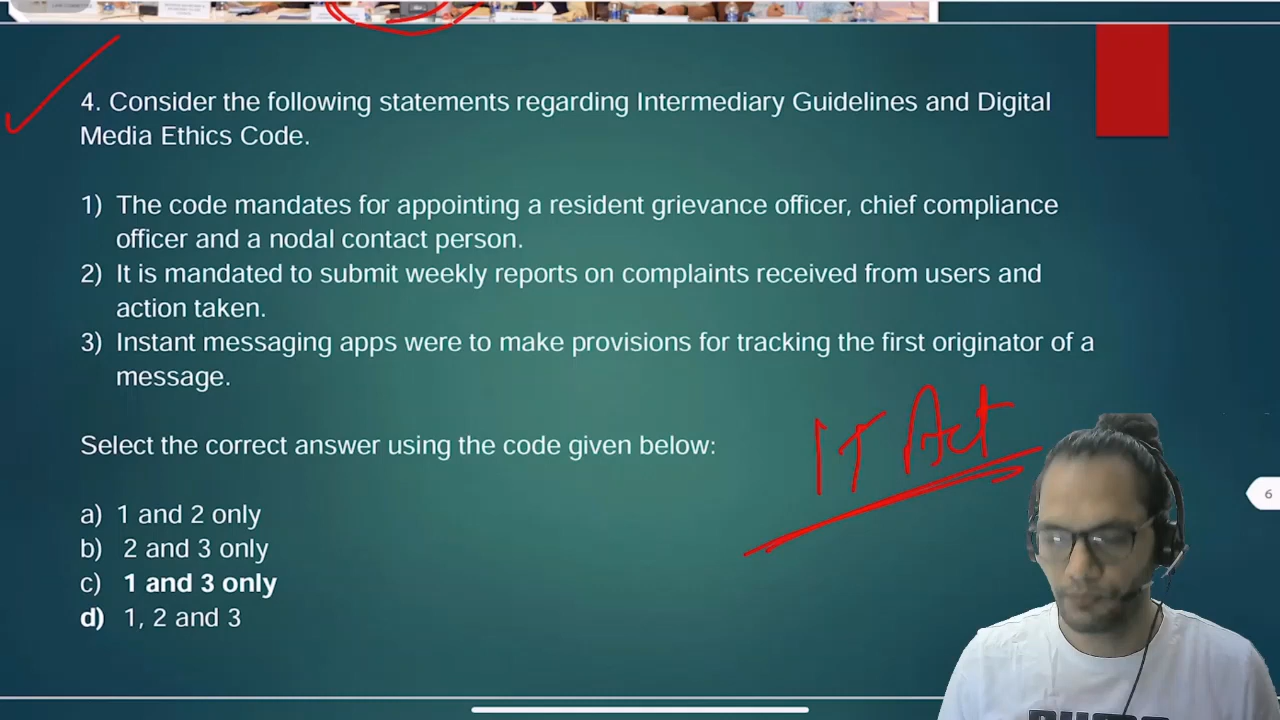 4. Consider the following statements regarding Intermediary Guidelines and Digital
Media Ethics Code.
1) The code mandates for appointing a resident grievance officer, chief compliance
officer and a nodal contact person.
2) It is mandated to submit weekly reports on complaints received from users and
action taken.
3) Instant messaging apps were to make provisions for tracking the first originator of a
message.
IT Act
Select the correct answer using the code given below:
a) 1 and 2 only
b) 2 and 3 only
6
c) 1 and 3 only
d) 1, 2 and 3